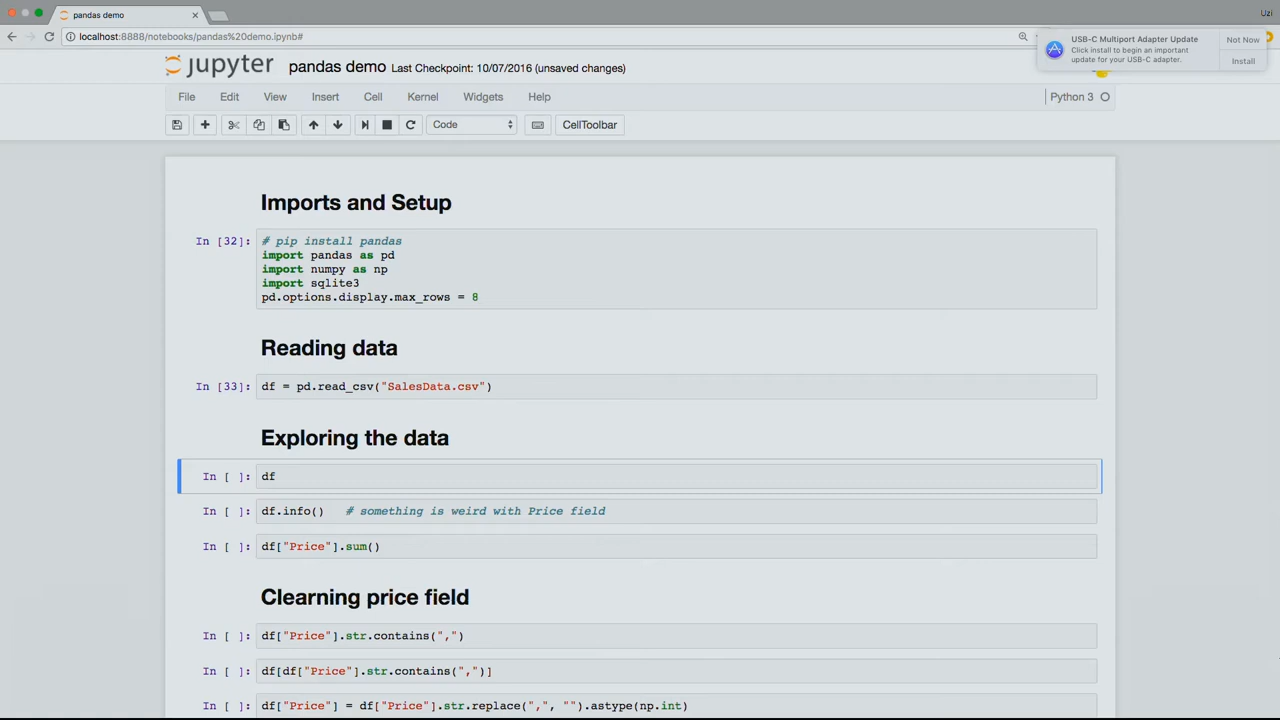 pandas demo
Uzi
localhost:8888/notebooks/pandas%20demo.ipynb#
USB-C Multiport Adapter Update
Click install to begin an important
update for your USB-C adapter.
Not Now
Install
jupyter pandas demo Last Checkpoint: 10/07/2016 (unsaved changes)
File Edit View Insert Cell Kernel Widgets Help Python 3
Code CellToolbar
Imports and Setup
In [32]: # pip install pandas
import pandas as pd
import numpy as np
import sqlite3
pd.options.display.max_rows = 8
Reading data
In [33]: df = pd.read_csv("SalesData.csv")
Exploring the data
In [ ]: df
In [ ]: df.info() # something is weird with Price field
In [ ]: df["Price"].sum()
Clearning price field
In [ ]: df["Price"].str.contains(",")
In [ ]: df[df["Price"].str.contains(",")]
In [ ]: df["Price"] = df["Price"].str.replace(",", "").astype(np.int)